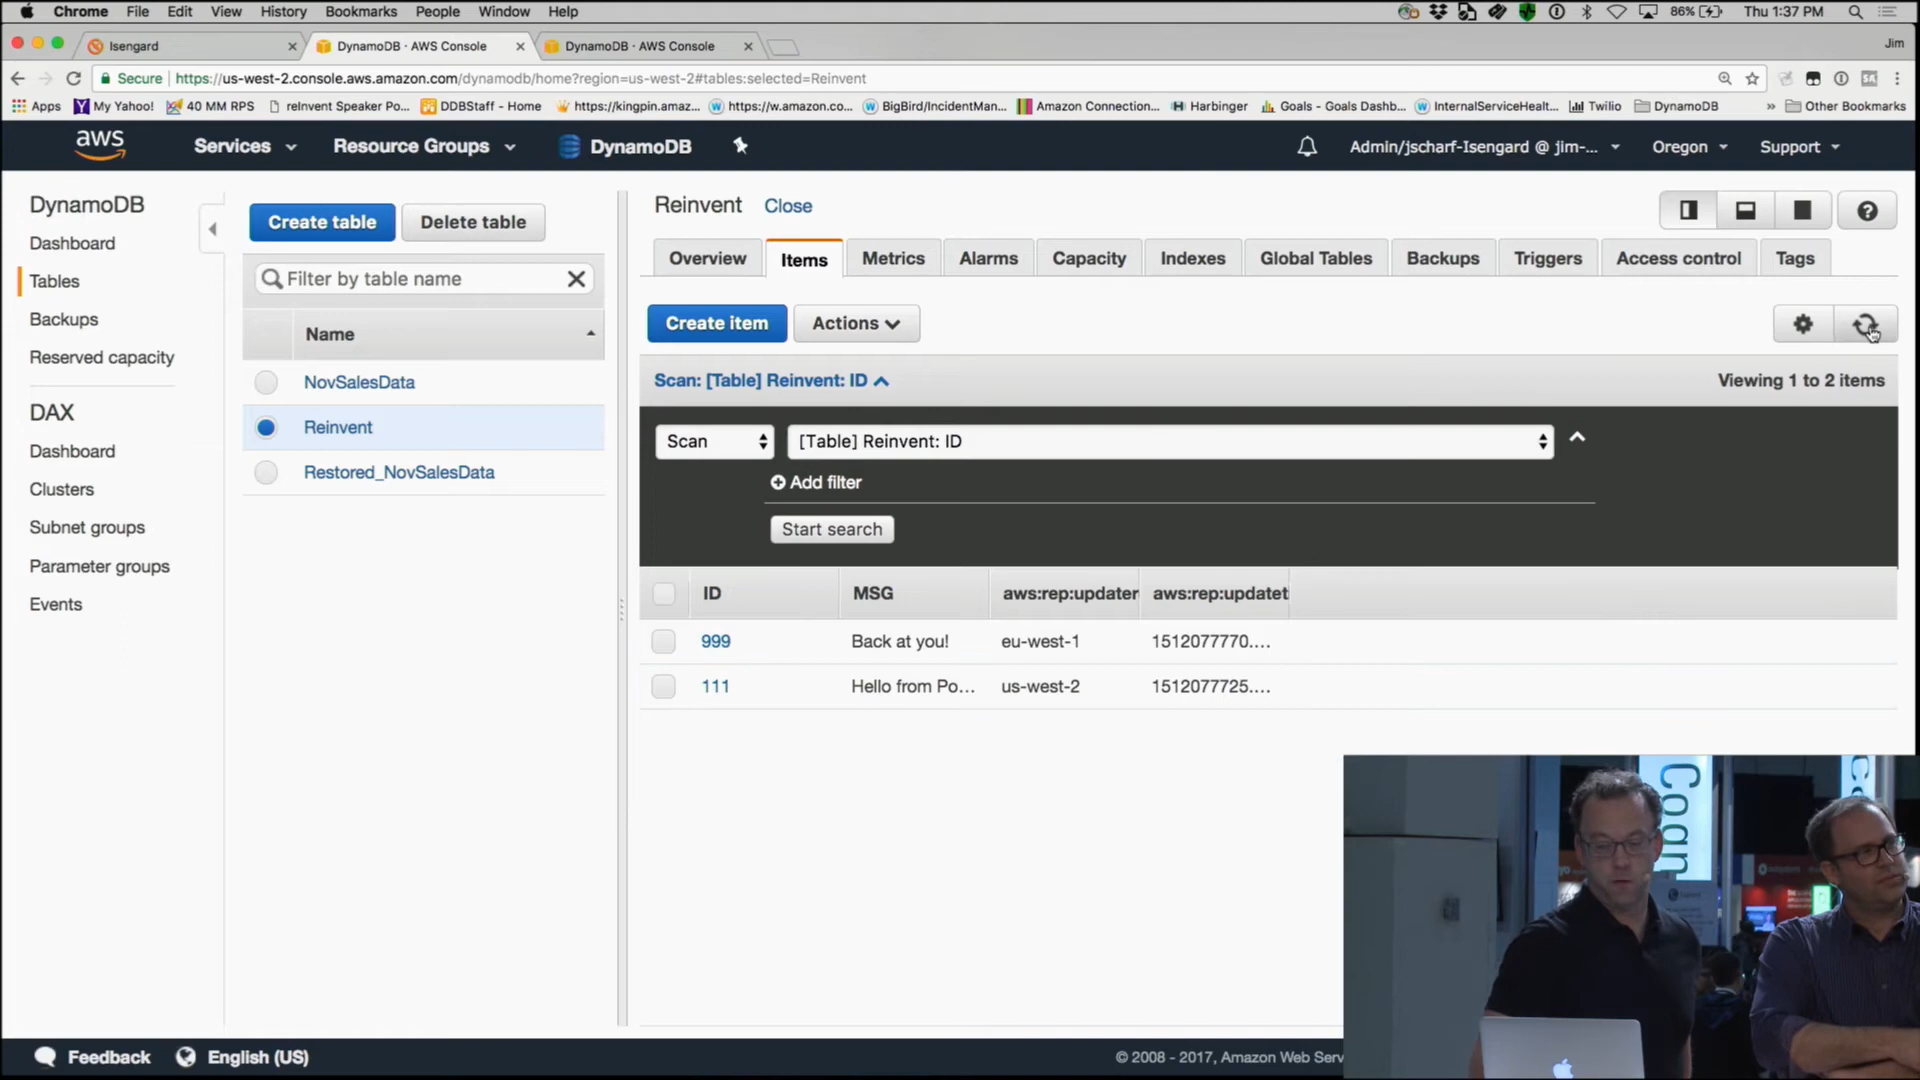 Chrome File Edit View History Bookmarks People Window Help 86% Thu 1:37 PM
Isengard DynamoDB · AWS Console DynamoDB · AWS Console Jim
Secure https://us-west-2.console.aws.amazon.com/dynamodb/home?region=us-west-2#tables:selected=Reinvent
Apps My Yahoo! 40 MM RPS reInvent Speaker Po... DDBStaff - Home https://kingpin.amaz... https://w.amazon.co... BigBird/IncidentMan... Amazon Connection... Harbinger Goals - Goals Dashb... InternalServiceHealt... Twilio DynamoDB » Other Bookmarks
aws Services Resource Groups DynamoDB Admin/jscharf-Isengard @ jim-... Oregon Support
DynamoDB
Dashboard
Tables
Backups
Reserved capacity
DAX
Dashboard
Clusters
Subnet groups
Parameter groups
Events
Create table Delete table
Filter by table name
Name
NovSalesData
Reinvent
Restored_NovSalesData
Reinvent Close
Overview Items Metrics Alarms Capacity Indexes Global Tables Backups Triggers Access control Tags
Create item Actions
Scan: [Table] Reinvent: ID Viewing 1 to 2 items
Scan [Table] Reinvent: ID
Add filter
Start search
ID MSG aws:rep:updater aws:rep:updatet
999 Back at you! eu-west-1 1512077770....
111 Hello from Po... us-west-2 1512077725....
Cogn
Feedback English (US) © 2008 - 2017, Amazon Web Serv